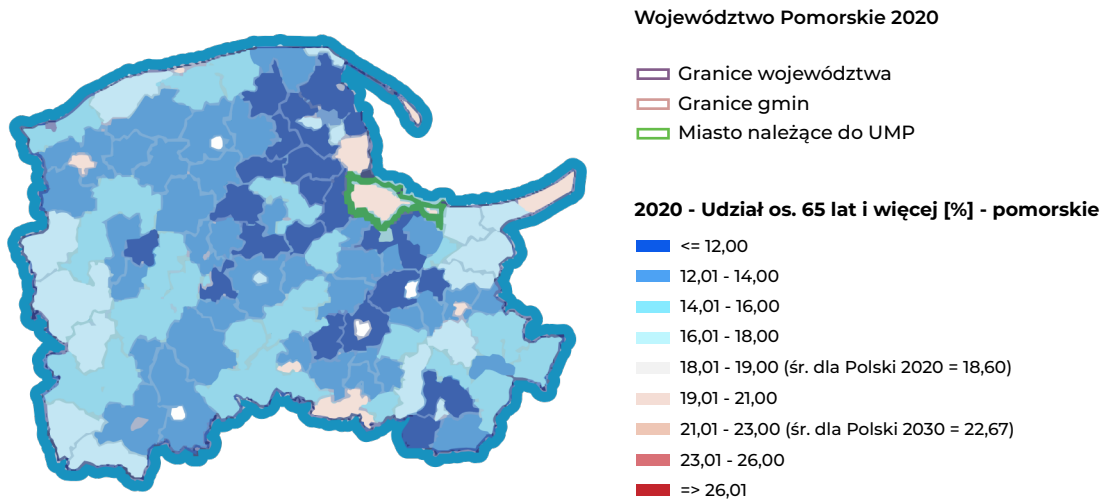 Województwo Pomorskie 2020
Granice województwa
Granice gmin
Miasto należące do UMP
2020 - Udział os. 65 lat i więcej [%] - pomorskie
<= 12,00
12,01 - 14,00
14,01 - 16,00
16,01 - 18,00
18,01 - 19,00 (śr. dla Polski 2020 = 18,60)
19,01 - 21,00
21,01 - 23,00 (śr. dla Polski 2030 = 22,67)
23,01 - 26,00
=> 26,01